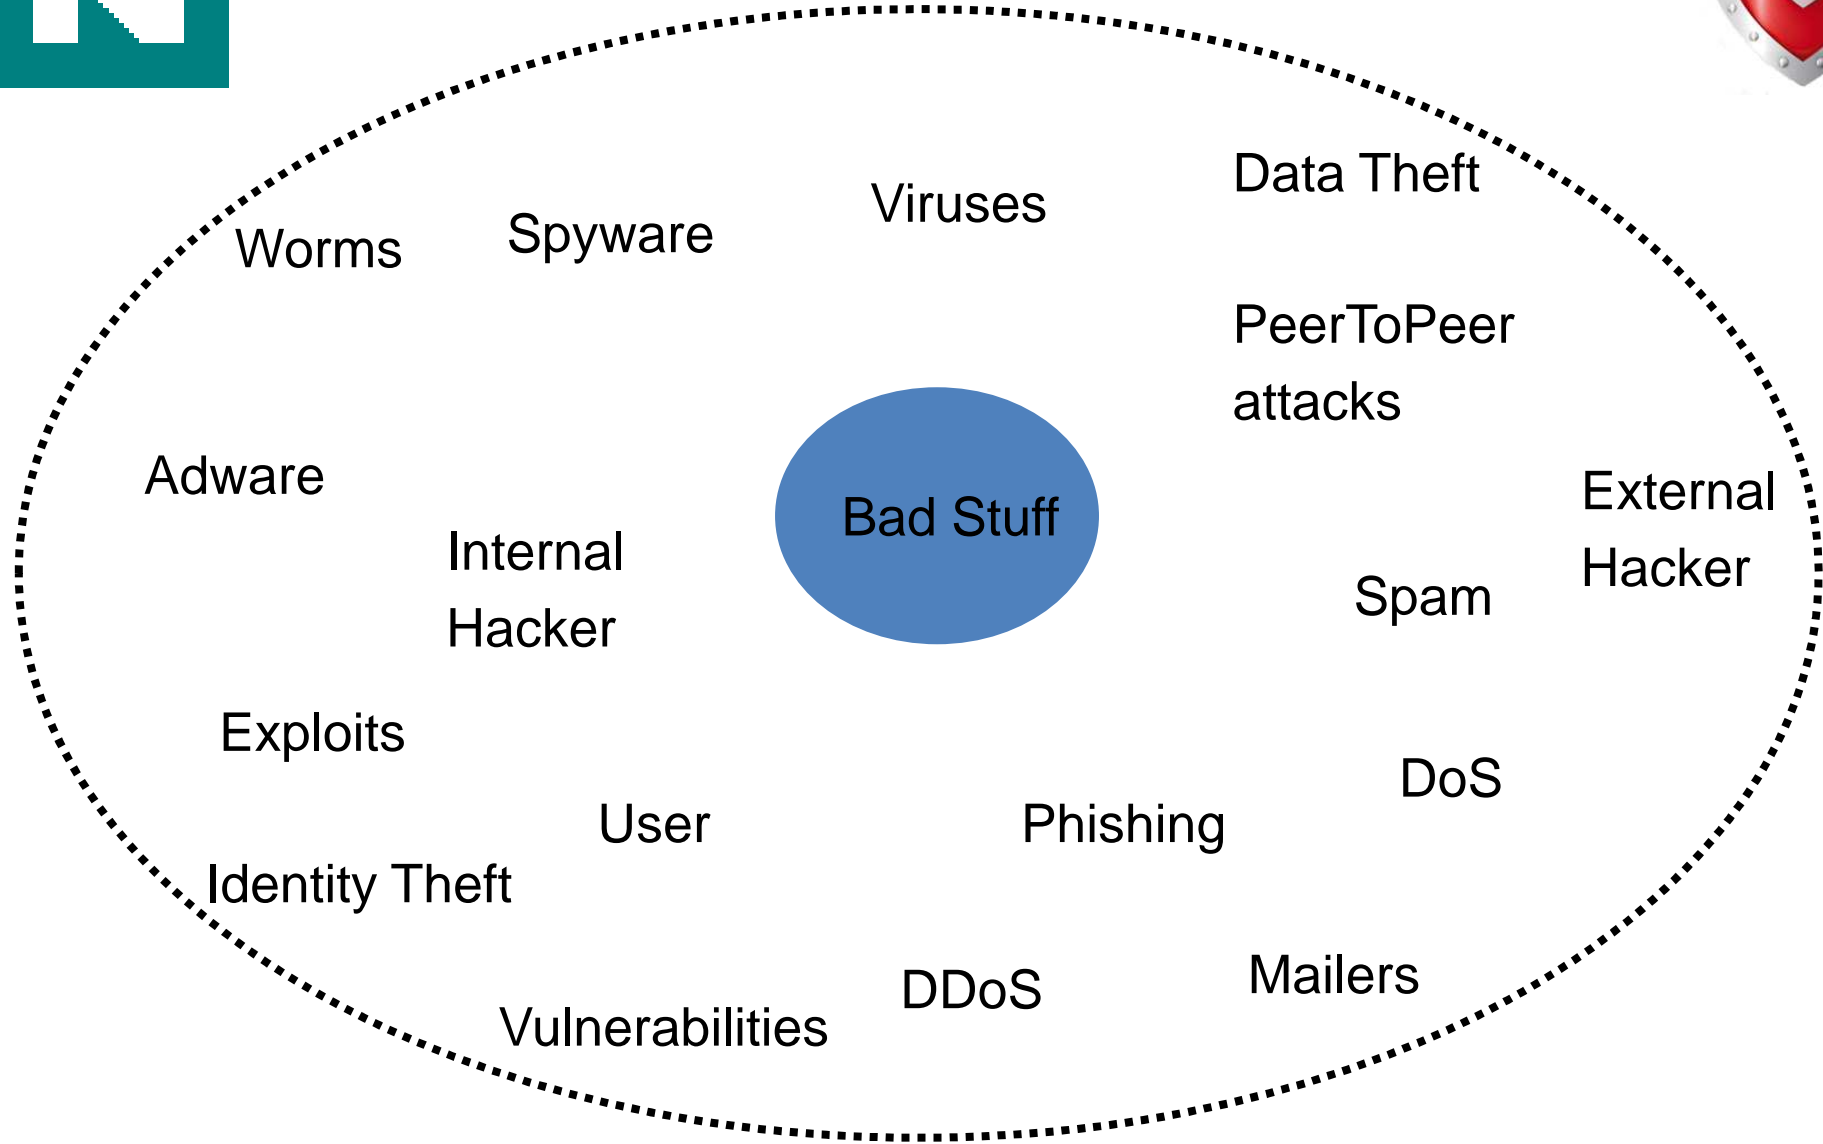 Data Theft
Viruses
Spyware
Worms
PeerToPeer
attacks
Adware
External
Hacker
Bad Stuff
Internal
Hacker
Spam
Exploits
DoS
User
Phishing
Identity Theft
Mailers
DDoS
Vulnerabilities